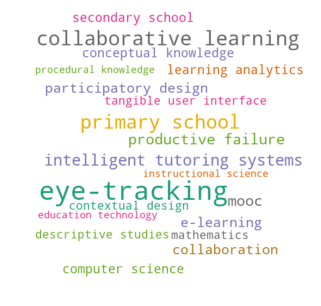 secondary school
collaborative learning
conceptual knowledge
procedural knowledge learning analytics
participatory design
tangible user interface
primary school
productive failure
intelligent tutoring systems
instructional science
eye-tracking
mooc
contextual design
education technology
e-learning
descriptive studies mathematics
collaboration
computer science